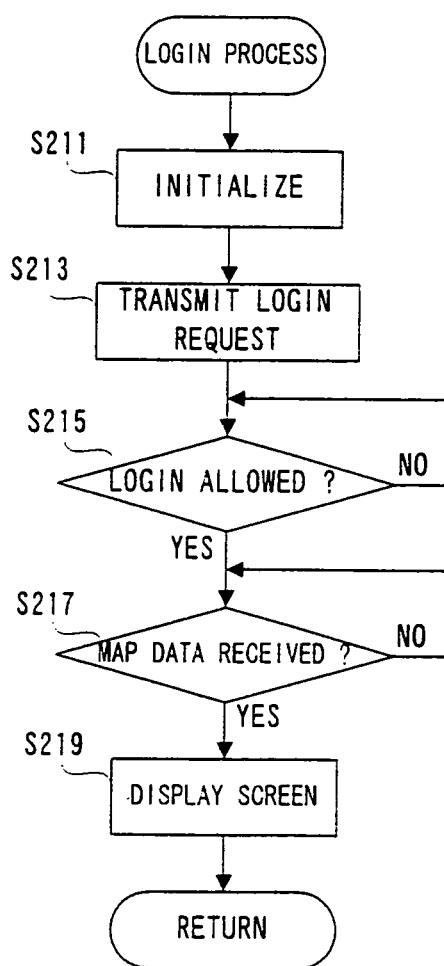 LOGIN PROCESS
S211
INITIALIZE
S213
TRANSMIT LOGIN
REQUEST
S215
LOGIN ALLOWED ?
NO
YES
S217
MAP DATA RECEIVED ?
NO
YES
S219
DISPLAY SCREEN
RETURN